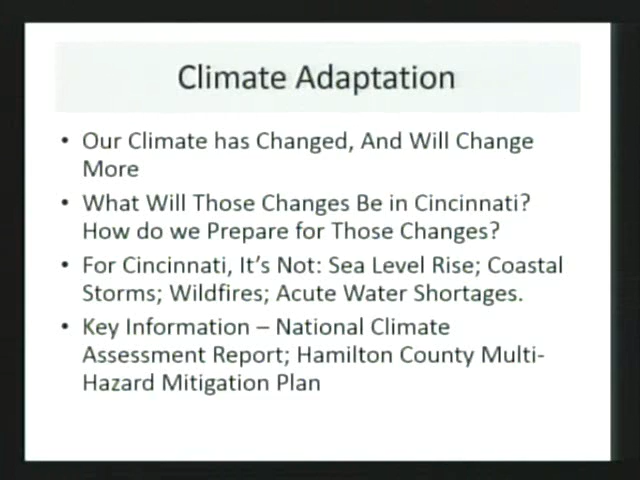 Climate Adaptation
• Our Climate has Changed, And Will Change
More
• What Will Those Changes Be in Cincinnati?
How do we Prepare for Those Changes?
• For Cincinnati, It's Not: Sea Level Rise; Coastal
Storms; Wildfires; Acute Water Shortages.
• Key Information – National Climate
Assessment Report; Hamilton County Multi-
Hazard Mitigation Plan